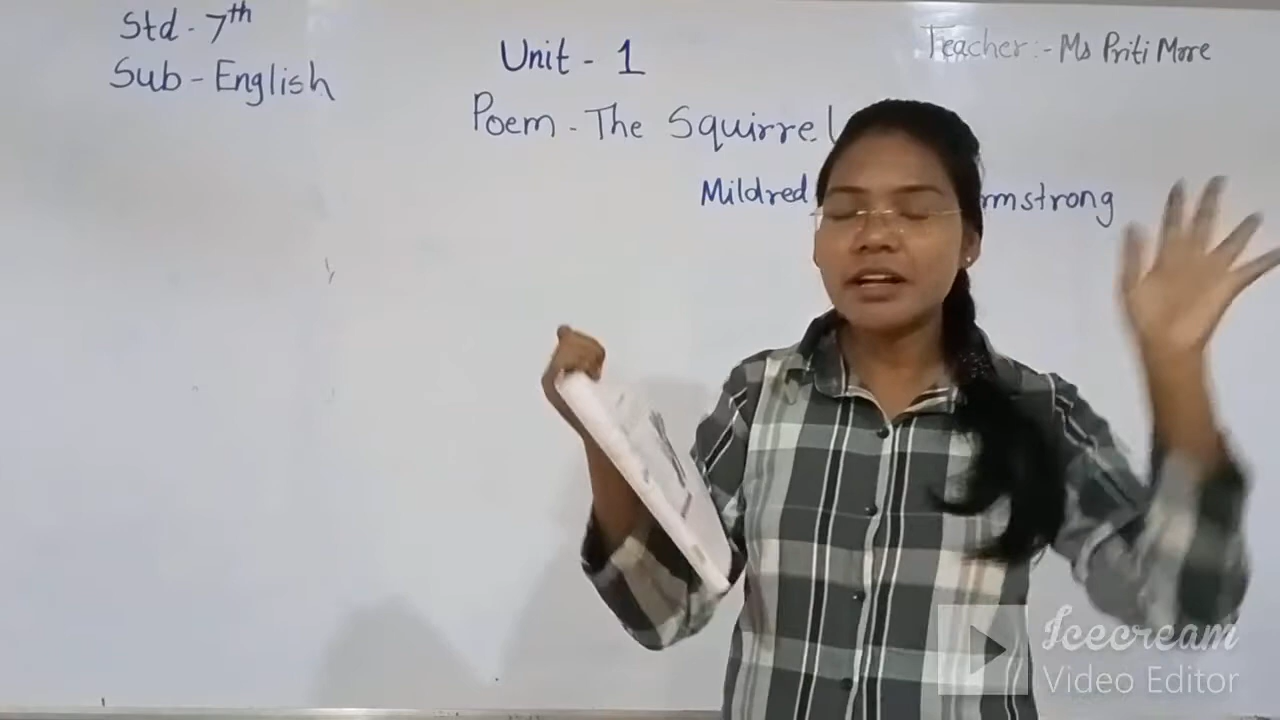 Std - 7th
Sub - English
Unit - 1
Teacher :- Ms Priti More
Poem - The Squirrel
Mildred rmstrong
Icecream
Video Editor